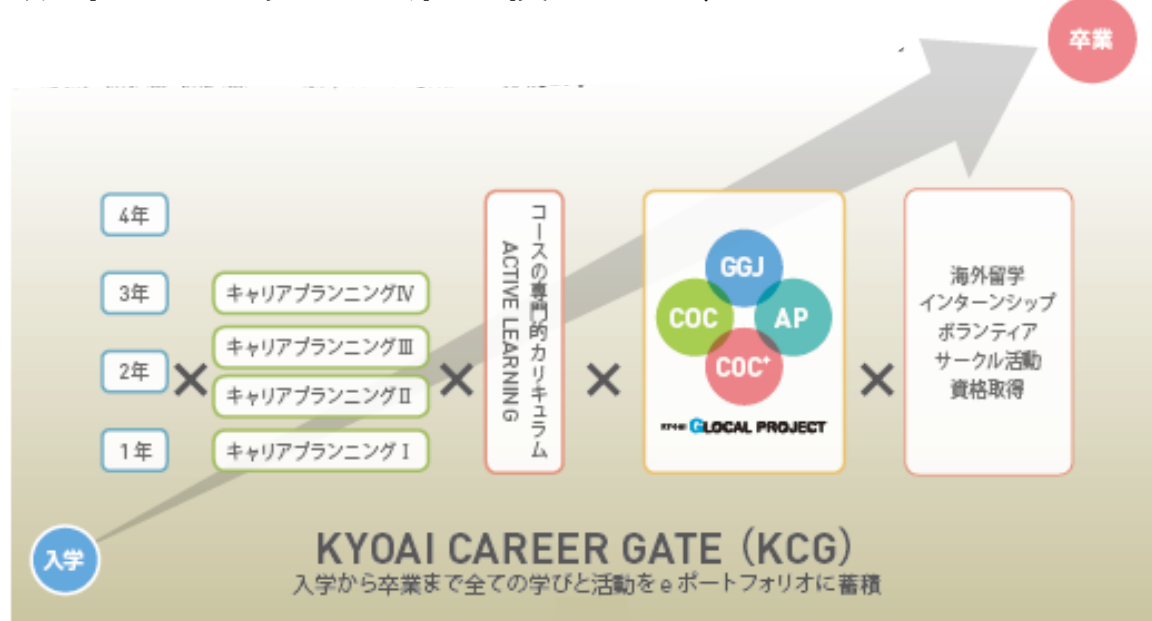 卒業
4年
3年
2年
1年
キャリアプランニングⅣ
キャリアプランニングⅢ
キャリアプランニングⅡ
キャリアプランニングⅠ
コースの専門的カリキュラム
ACTIVE LEARNING
GGJ
COC
AP
COC+
GLOCAL PROJECT
海外留学
インターンシップ
ボランティア
サークル活動
資格取得
入学
KYOAI CAREER GATE（KCG）
入学から卒業まで全ての学びと活動をeポートフォリオに蓄積